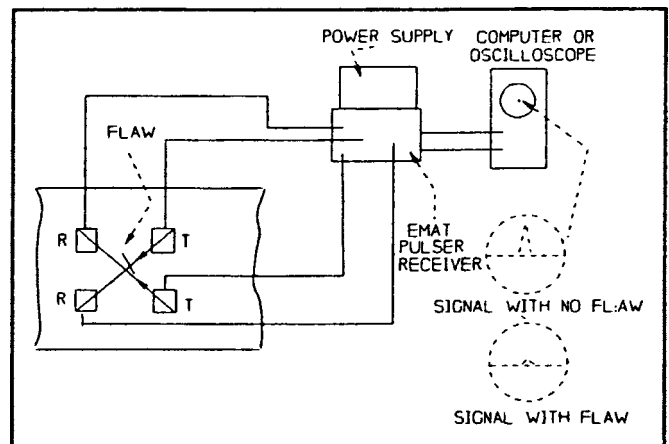 POWER SUPPLY
COMPUTER OR
OSCILLOSCOPE
FLAW
R
T
EMAT
PULSER
RECEIVER
R
T
SIGNAL WITH NO FL:AW
SIGNAL WITH FLAW